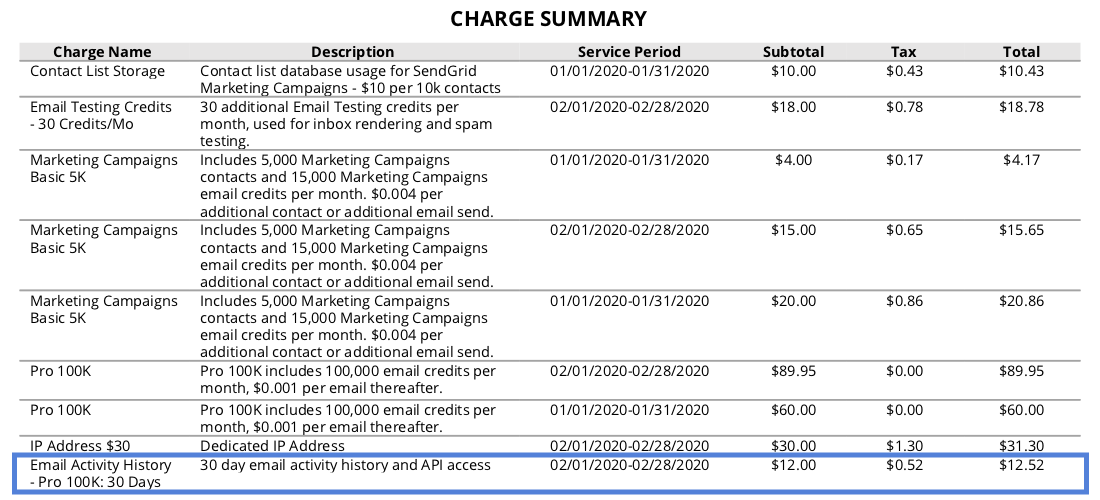 CHARGE SUMMARY
Charge Name Description Service Period Subtotal Tax Total
Contact List Storage Contact list database usage for SendGrid 01/01/2020-01/31/2020 $10.00 $0.43 $10.43
Marketing Campaigns - $10 per 10k contacts
Email Testing Credits 30 additional Email Testing credits per 02/01/2020-02/28/2020 $18.00 $0.78 $18.78
- 30 Credits/Mo month, used for inbox rendering and spam
testing.
Marketing Campaigns Includes 5,000 Marketing Campaigns 01/01/2020-01/31/2020 $4.00 $0.17 $4.17
Basic 5K contacts and 15,000 Marketing Campaigns
email credits per month. $0.004 per
additional contact or additional email send.
Marketing Campaigns Includes 5,000 Marketing Campaigns 02/01/2020-02/28/2020 $15.00 $0.65 $15.65
Basic 5K contacts and 15,000 Marketing Campaigns
email credits per month. $0.004 per
additional contact or additional email send.
Marketing Campaigns Includes 5,000 Marketing Campaigns 01/01/2020-01/31/2020 $20.00 $0.86 $20.86
Basic 5K contacts and 15,000 Marketing Campaigns
email credits per month. $0.004 per
additional contact or additional email send.
Pro 100K Pro 100K includes 100,000 email credits per 02/01/2020-02/28/2020 $89.95 $0.00 $89.95
month, $0.001 per email thereafter.
Pro 100K Pro 100K includes 100,000 email credits per 01/01/2020-01/31/2020 $60.00 $0.00 $60.00
month, $0.001 per email thereafter.
IP Address $30 Dedicated IP Address 02/01/2020-02/28/2020 $30.00 $1.30 $31.30
Email Activity History 30 day email activity history and API access 02/01/2020-02/28/2020 $12.00 $0.52 $12.52
- Pro 100K: 30 Days